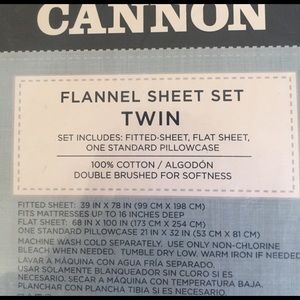 CANNON
FLANNEL SHEET SET
TWIN
SET INCLUDES: FITTED-SHEET, FLAT SHEET,
ONE STANDARD PILLOWCASE
100% COTTON / ALGODÓN
DOUBLE BRUSHED FOR SOFTNESS
FITTED SHEET: 39 IN X 78 IN (99 CM X 198 CM)
FITS MATTRESSES UP TO 16 INCHES DEEP
FLAT SHEET: 68 IN X 100 IN (173 CM X 254 CM)
ONE STANDARD PILLOWCASE 21 IN X 32 IN (53 CM X 81 CM)
MACHINE WASH COLD SEPARATELY. USE ONLY NON-CHLORINE
BLEACH WHEN NEEDED. TUMBLE DRY LOW. WARM IRON IF NEEDED.
LAVAR A MÁQUINA CON AGUA FRÍA SEPARADO.
USAR SOLAMENTE BLANQUEADOR SIN CLORO SI ES
NECESARIO. SECAR A MÁQUINA CON TEMPERATURA BAJA.
PLANCHAR CON PLANCHA TIBIA SI ES NECESARIO.